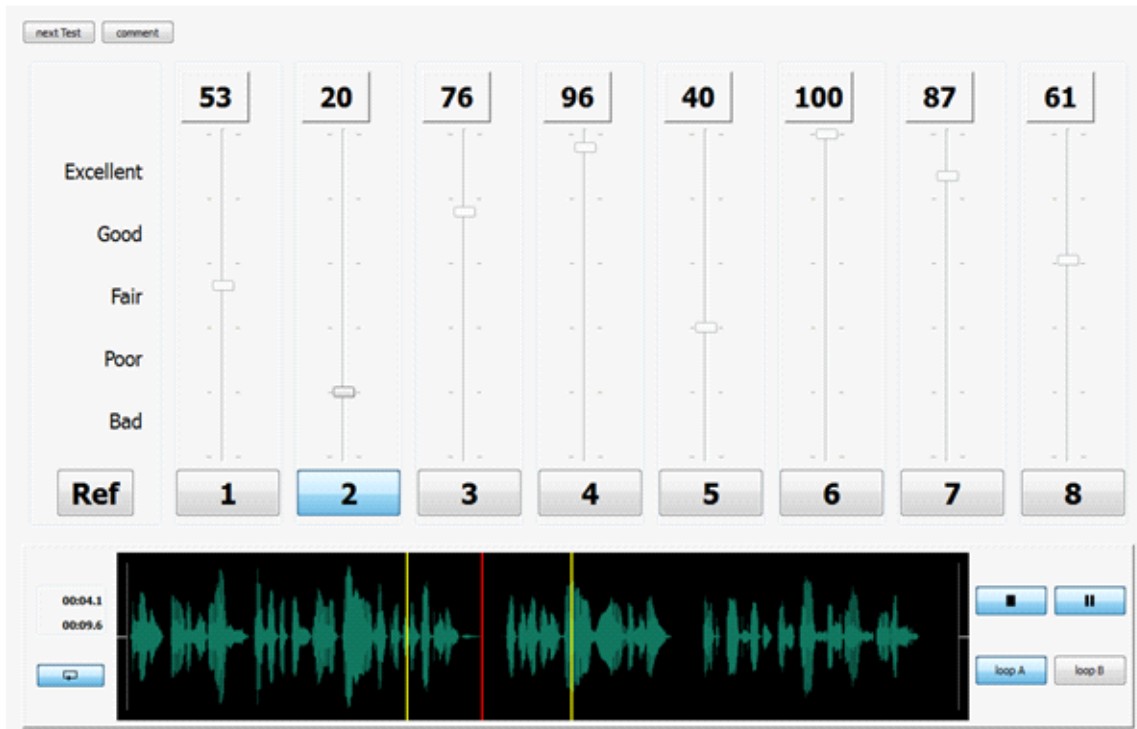 next Test comment
53 20 76 96 40 100 87 61
Excellent
Good
Fair
Poor
Bad
Ref 1 2 3 4 5 6 7 8
00:04.1
00:09.6
loop A loop B